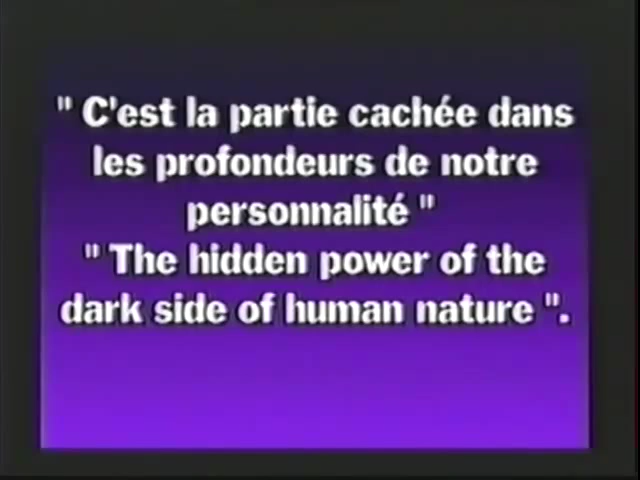 " C'est la partie cachée dans
les profondeurs de notre
personnalité "
" The hidden power of the
dark side of human nature ".